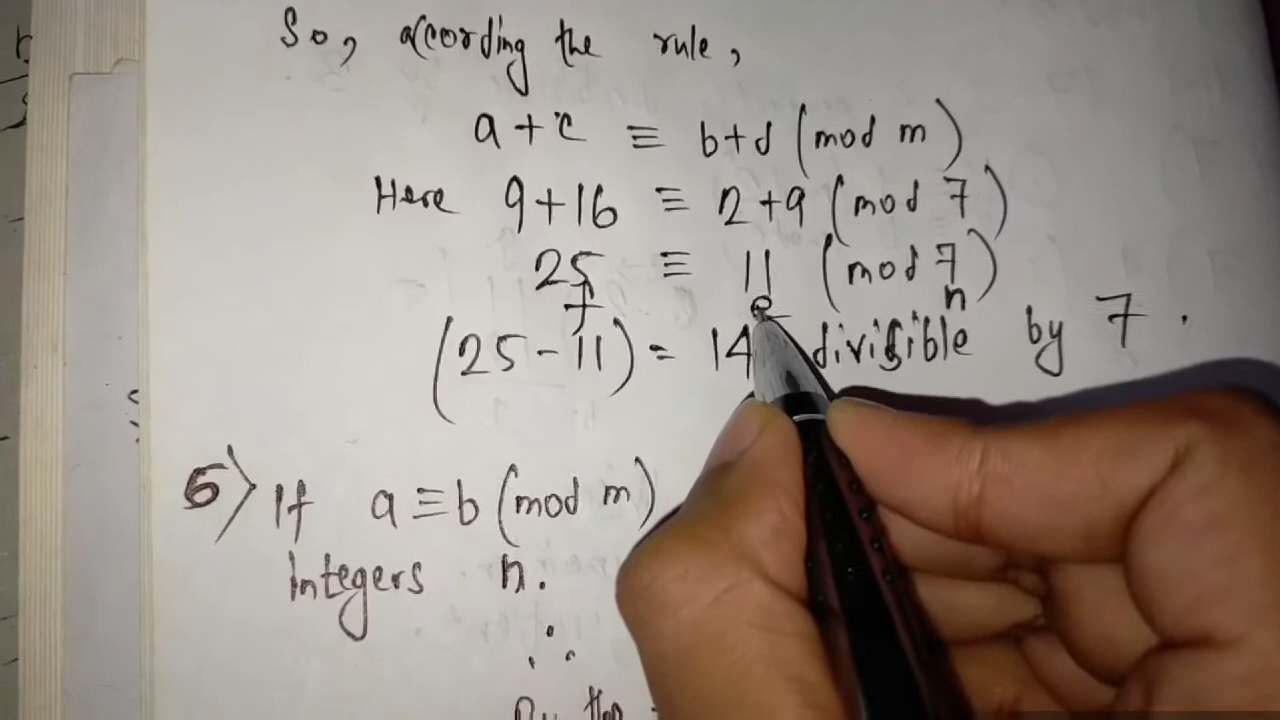 So, according the rule,
a + c ≡ b+d (mod m)
Here 9+16 ≡ 2+9 (mod 7)
25 ≡ 11 (mod 7)
(25 - 11) = 14 divisible by 7.
5) If a ≡ b (mod m)
Integers n.
∴